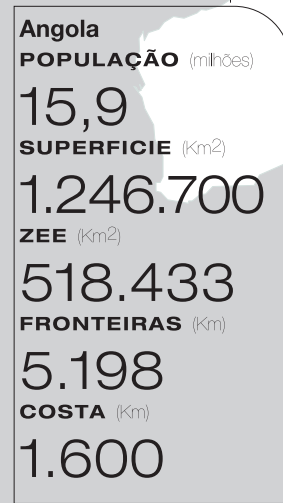 Angola
POPULAÇÃO (milhões)
15,9
SUPERFICIE (Km2)
1.246.700
ZEE (Km2)
518.433
FRONTEIRAS (Km)
5.198
COSTA (Km)
1.600